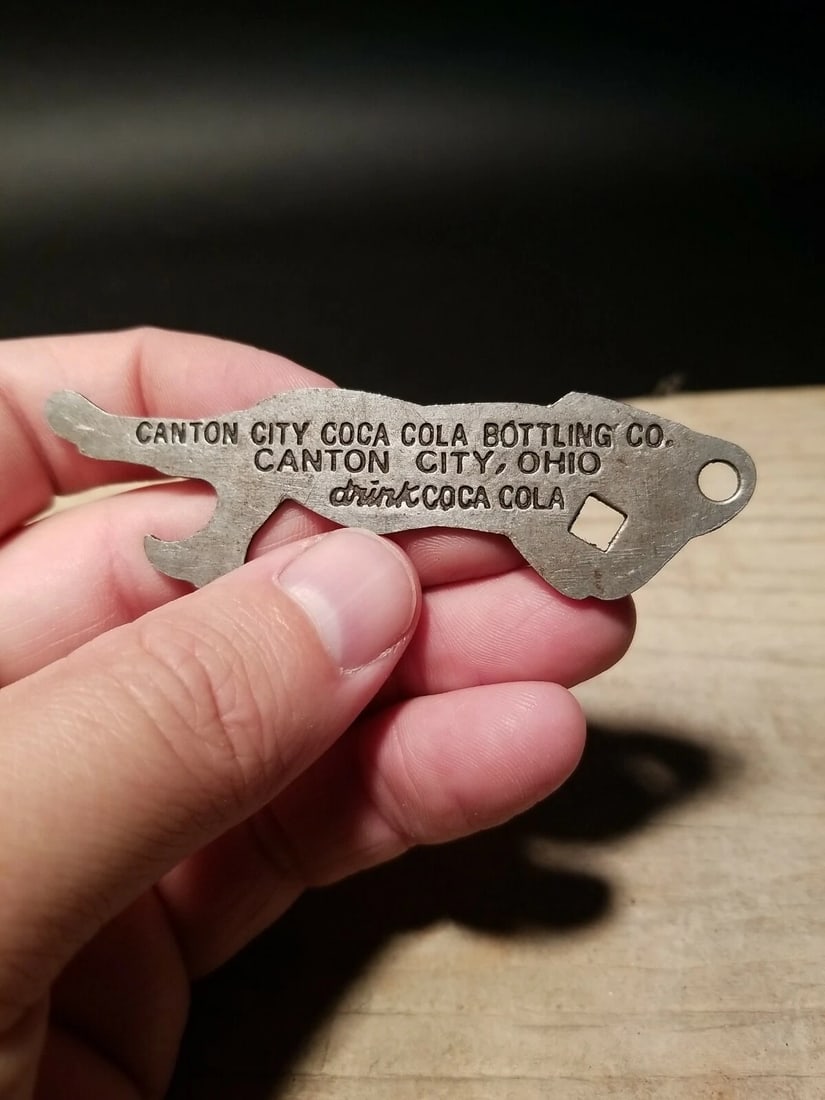 CANTON CITY COCA COLA BOTTLING CO.
CANTON CITY, OHIO
drink COCA COLA